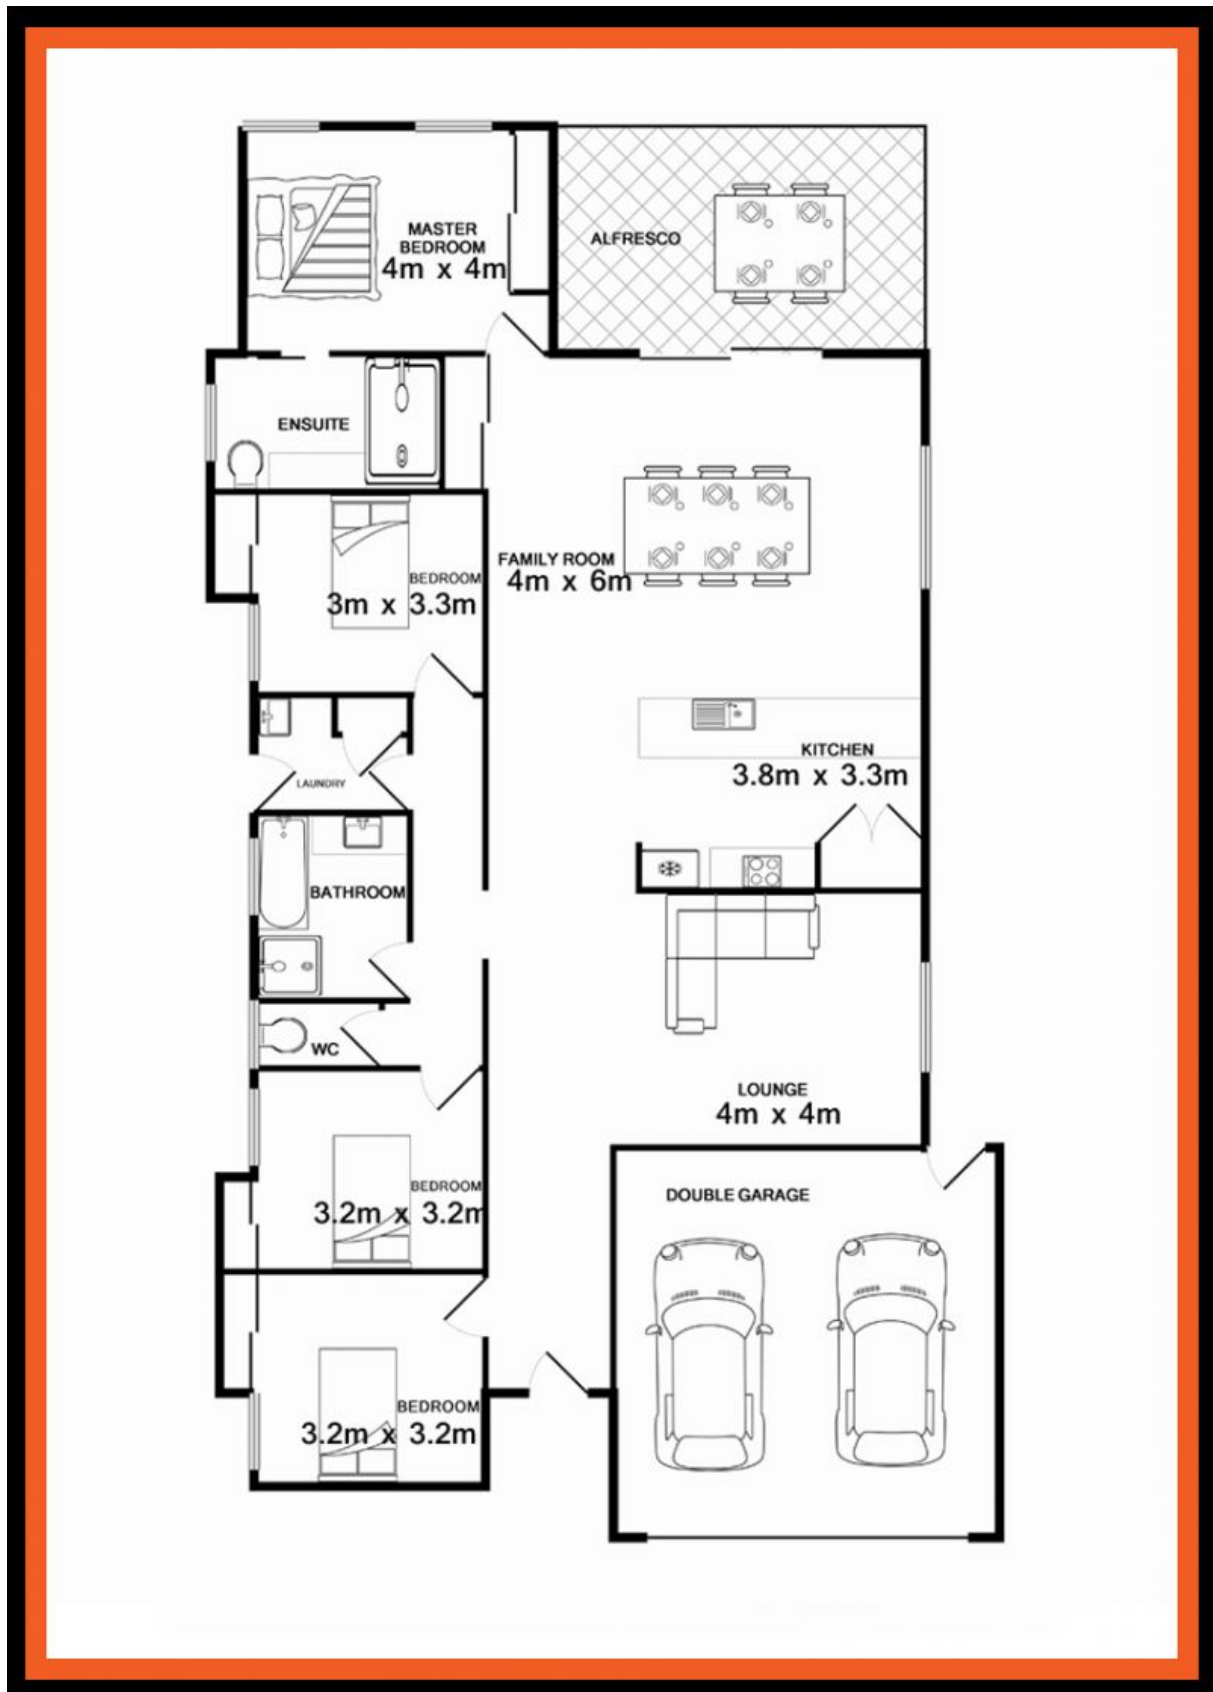 MASTER
BEDROOM
4m x 4m
ALFRESCO
ENSUITE
FAMILY ROOM
4m x 6m
BEDROOM
3m x 3.3m
KITCHEN
3.8m x 3.3m
LAUNDRY
BATHROOM
WC
LOUNGE
4m x 4m
BEDROOM
3.2m x 3.2m
DOUBLE GARAGE
BEDROOM
3.2m x 3.2m